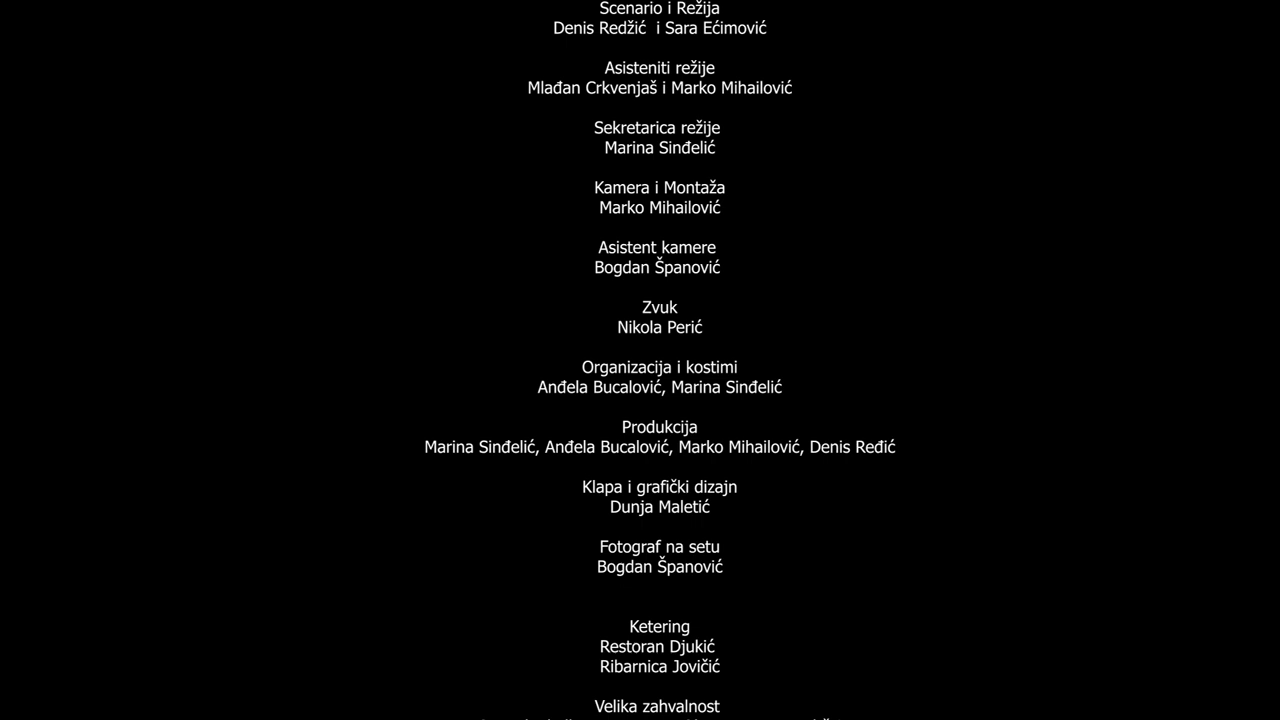 Scenario i Režija
Denis Redžić  i Sara Ećimović
Asisteniti režije
Mlađan Crkvenjaš i Marko Mihailović
Sekretarica režije
Marina Sinđelić
Kamera i Montaža
Marko Mihailović
Asistent kamere
Bogdan Španović
Zvuk
Nikola Perić
Organizacija i kostimi
Anđela Bucalović, Marina Sinđelić
Produkcija
Marina Sinđelić, Anđela Bucalović, Marko Mihailović, Denis Ređić
Klapa i grafički dizajn
Dunja Maletić
Fotograf na setu
Bogdan Španović
Ketering
Restoran Djukić
Ribarnica Jovičić
Velika zahvalnost